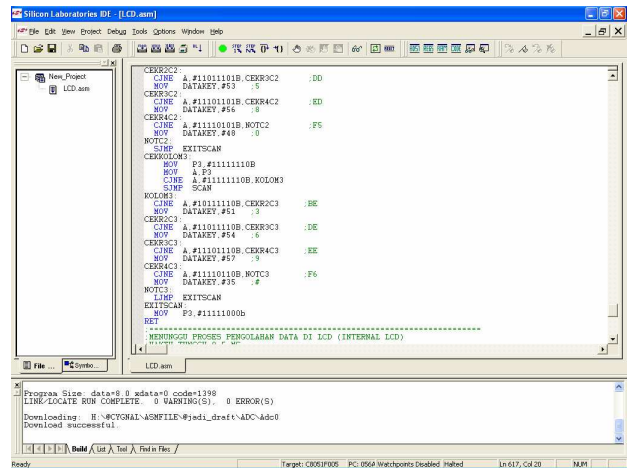 Silicon Laboratories IDE - [LCD.asm]
File Edit View Project Debug Tools Options Window Help
New_Project
LCD.asm
CEKR2C2:
CJNE A,#11011101B,CEKR3C2 ;DD
MOV DATAKEY,#53 ;5
CEKR3C2:
CJNE A,#11101101B,CEKR4C2 ;ED
MOV DATAKEY,#56 ;8
CEKR4C2:
CJNE A,#11110101B,NOTC2 ;F5
MOV DATAKEY,#48 ;0
NOTC2:
SJMP EXITSCAN
CEKKOLOM3:
MOV P3,#11111110B
MOV A,P3
CJNE A,#11111110B,KOLOM3
SJMP SCAN
KOLOM3:
CJNE A,#10111110B,CEKR2C3 ;BE
MOV DATAKEY,#51 ;3
CEKR2C3:
CJNE A,#11011110B,CEKR3C3 ;DE
MOV DATAKEY,#54 ;6
CEKR3C3:
CJNE A,#11101110B,CEKR4C3 ;EE
MOV DATAKEY,#57 ;9
CEKR4C3:
CJNE A,#11110110B,NOTC3 ;F6
MOV DATAKEY,#35 ;#
NOTC3:
LJMP EXITSCAN
EXITSCAN:
MOV P3,#11111000b
RET
;=====================================================================
;MENUNGGU PROSES PENGOLAHAN DATA DI LCD (INTERNAL LCD)
File ... Symbo...
LCD.asm
Program Size: data=8.0 xdata=0 code=1398
LINK/LOCATE RUN COMPLETE. 0 WARNING(S), 0 ERROR(S)
Downloading: H:\@CYGNAL\ASMFILE\@jadi_draft\ADC\Adc0
Download successful.
Build List Tool Find in Files
Ready Target: C8051F005 PC: 056A Watchpoints Disabled Halted Ln 617, Col 20 NUM